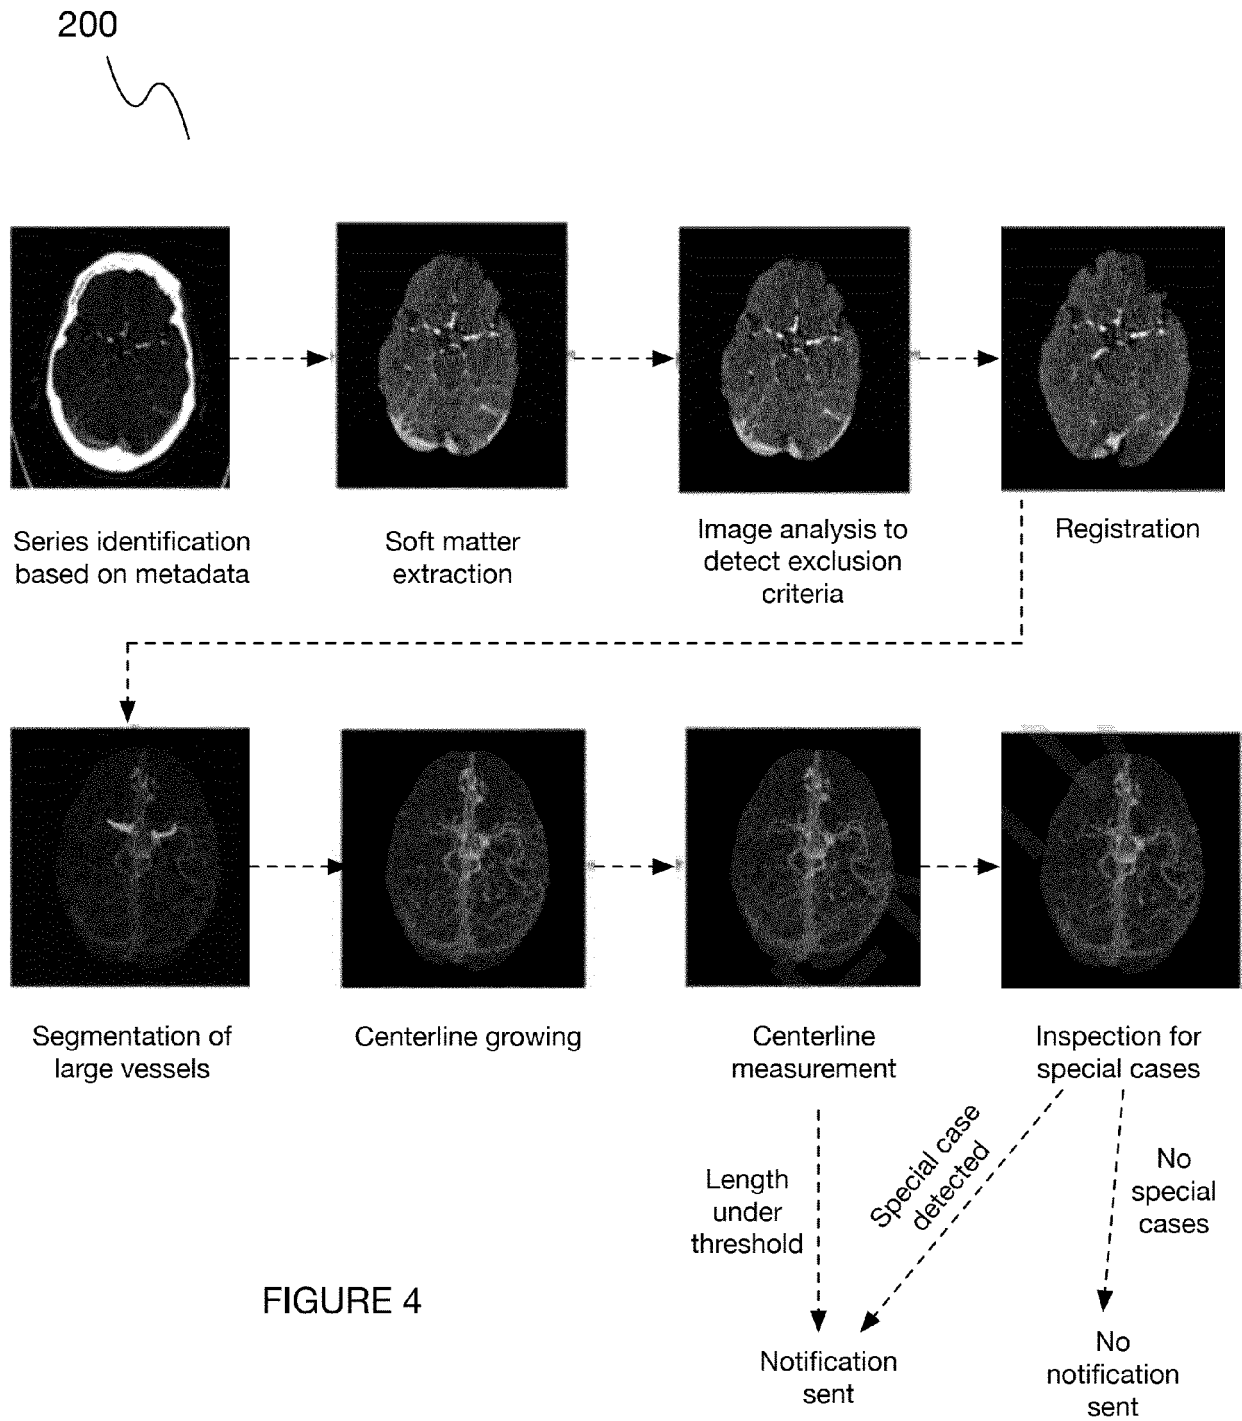 200
Series identification
based on metadata
Soft matter
extraction
Image analysis to
detect exclusion
criteria
Registration
Segmentation of
large vessels
Centerline growing
Centerline
measurement
Inspection for
special cases
Length
under
threshold
Special case
detected
No
special
cases
Notification
sent
No
notification
sent
FIGURE 4